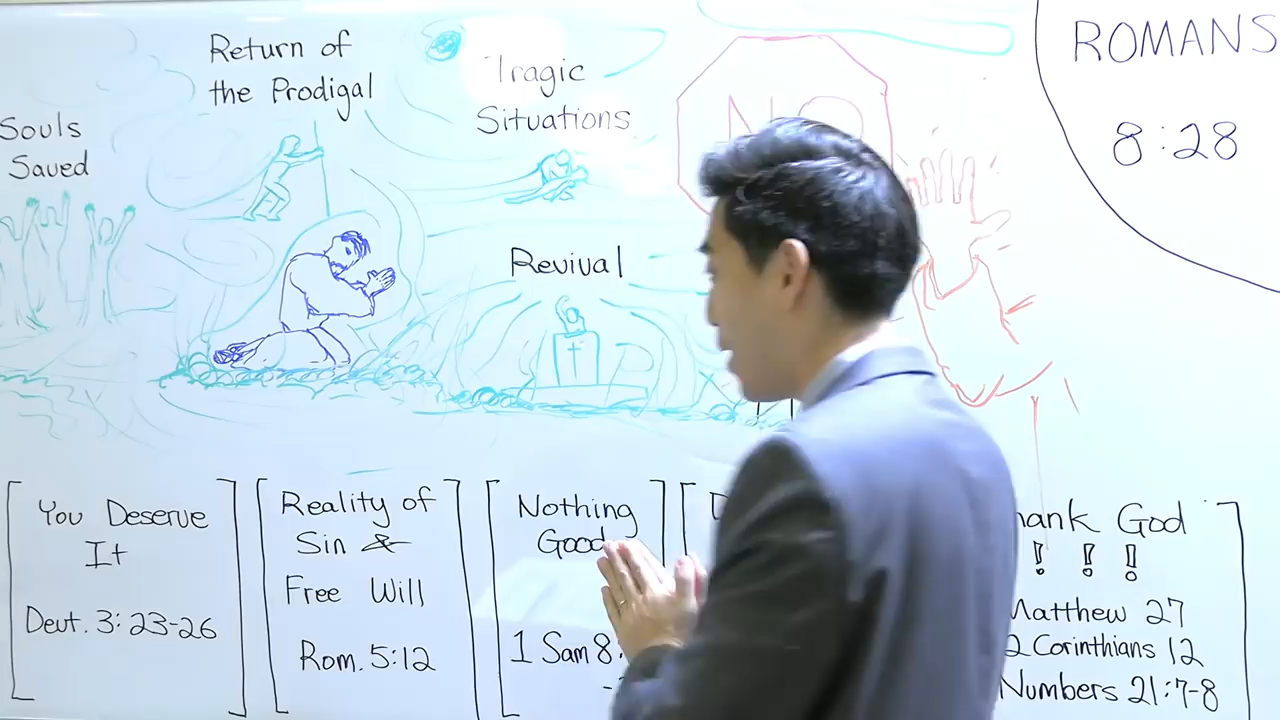 Souls
Saved
Return of
the Prodigal
Tragic
Situations
Revival
NO
ROMANS
8:28
You Deserve
It
Deut. 3:23-26
Reality of
Sin &
Free Will
Rom. 5:12
Nothing
Good
1 Sam 8:
hank God
! ! !
Matthew 27
2 Corinthians 12
Numbers 21:7-8